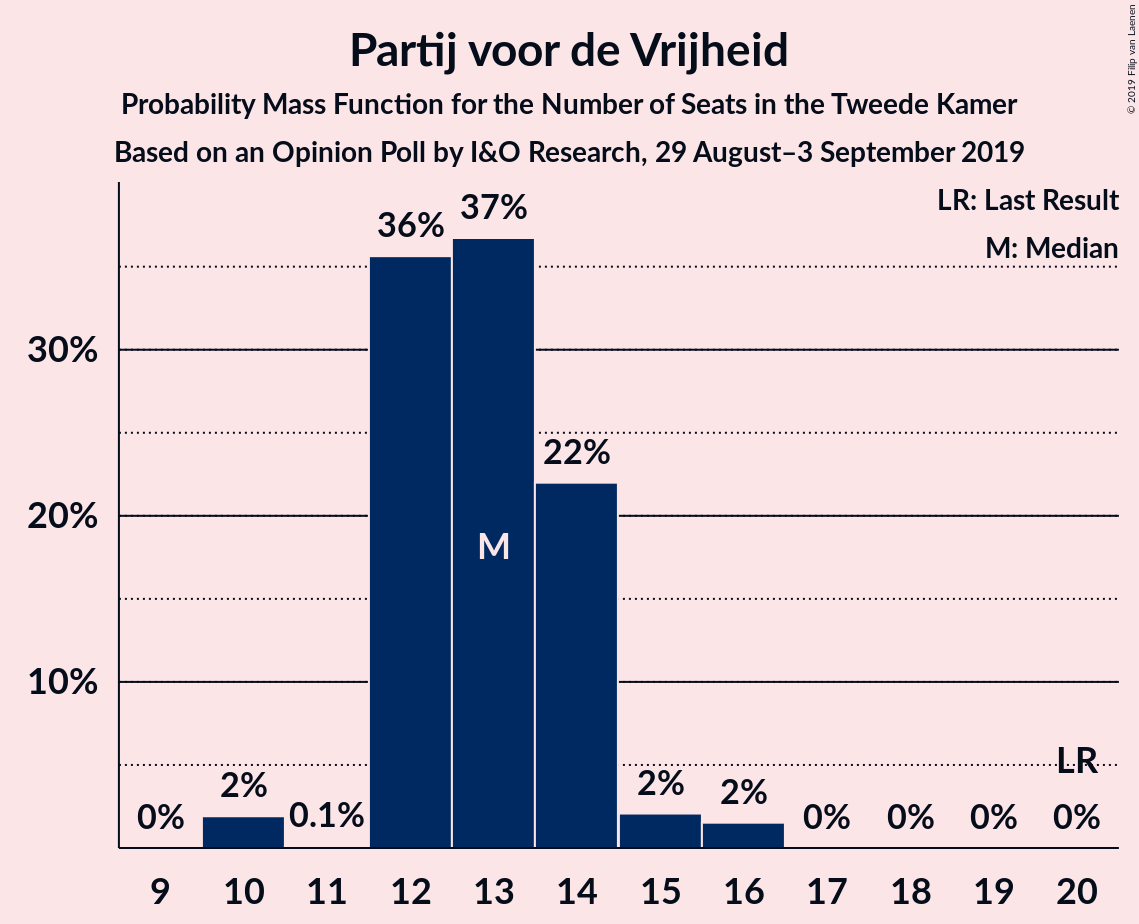 Partij voor de Vrijheid
Probability Mass Function for the Number of Seats in the Tweede Kamer
Based on an Opinion Poll by I&O Research, 29 August–3 September 2019
© 2019 Filip van Laenen
LR: Last Result
M: Median
37%
36%
30%
22%
20%
M
10%
LR
2%
2%
2%
0%
0.1%
0%
0%
0%
0%
9 10 11 12 13 14 15 16 17 18 19 20